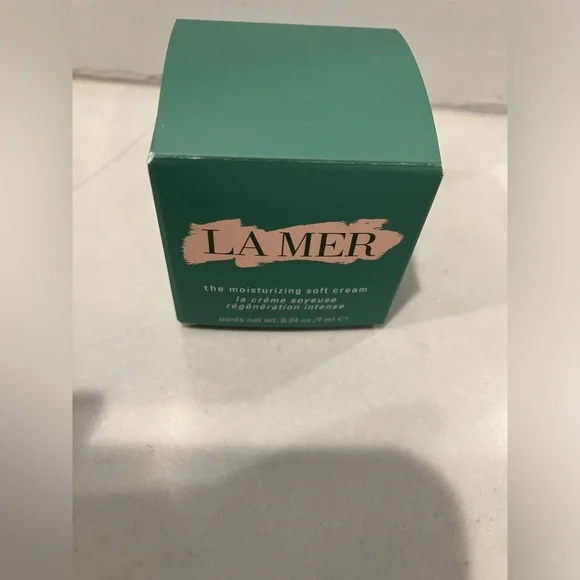 LA MER
the moisturizing soft cream
la crème soyeuse
régénération intense
poids net wt. 0.24 oz./7 ml ℮